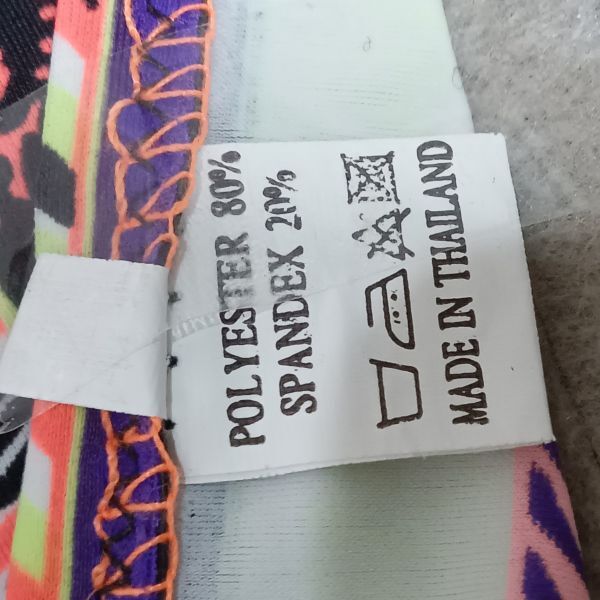 POLYESTER 80%
SPANDEX 20%
MADE IN THAILAND